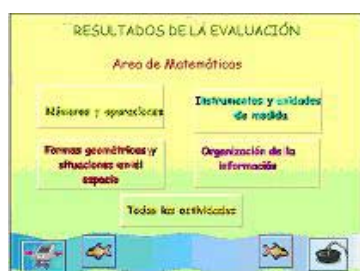 RESULTADOS DE LA EVALUACIÓN
Area de Matemáticas
Números y operaciones
Instrumentos y unidades
de medida
Formas geométricas y
situaciones en el
espacio
Organización de la
información
Todas las actividades